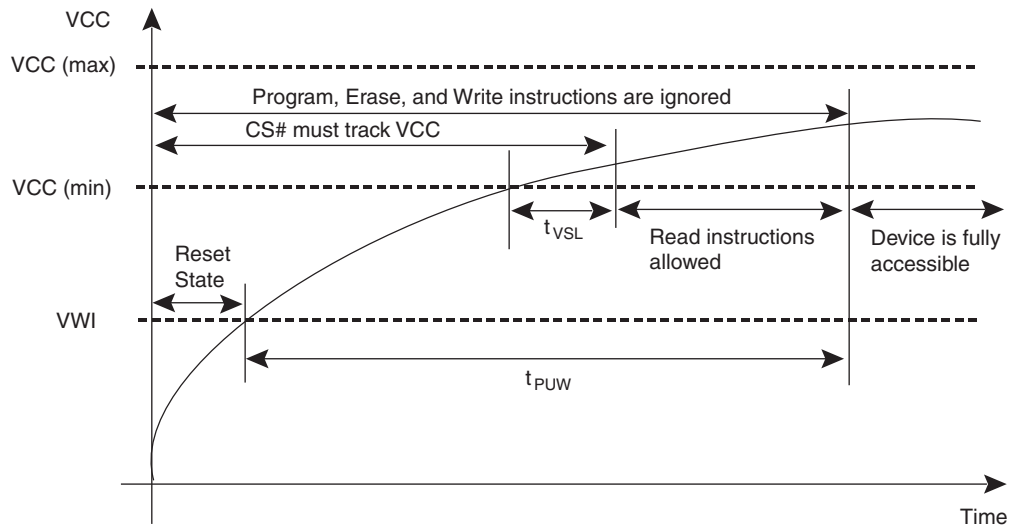 VCC
VCC (max)
Program, Erase, and Write instructions are ignored
CS# must track VCC
VCC (min)
tVSL
Read instructions
allowed
Device is fully
accessible
Reset
State
VWI
tPUW
Time